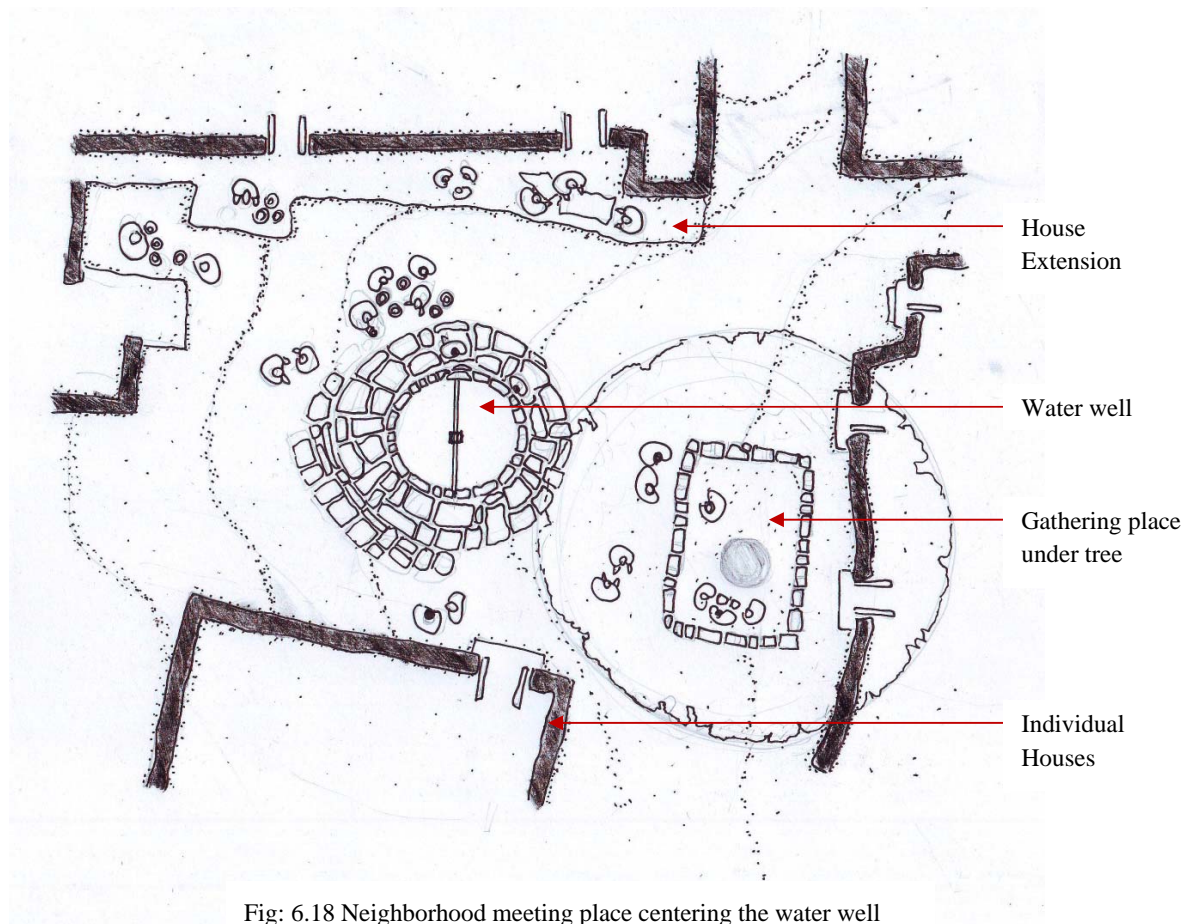 House
Extension
Water well
Gathering place
under tree
Individual
Houses
Fig: 6.18 Neighborhood meeting place centering the water well